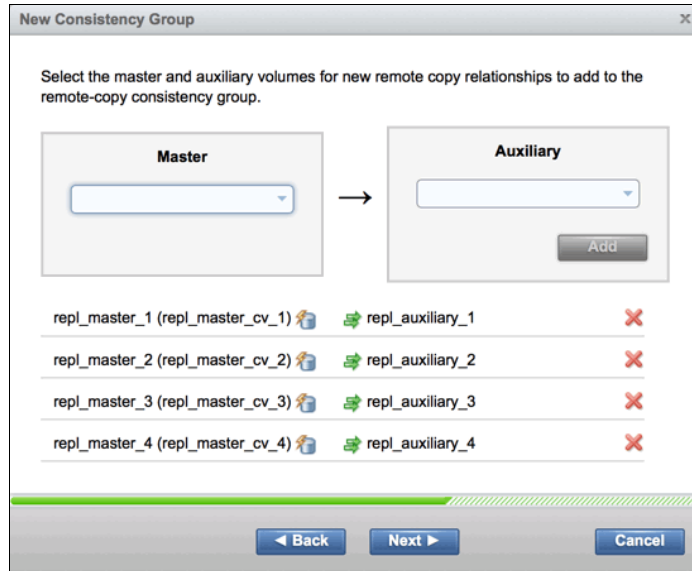 New Consistency Group x
Select the master and auxiliary volumes for new remote copy relationships to add to the
remote-copy consistency group.
Master
Auxiliary
Add
repl_master_1 (repl_master_cv_1) repl_auxiliary_1
repl_master_2 (repl_master_cv_2) repl_auxiliary_2
repl_master_3 (repl_master_cv_3) repl_auxiliary_3
repl_master_4 (repl_master_cv_4) repl_auxiliary_4
Back Next Cancel